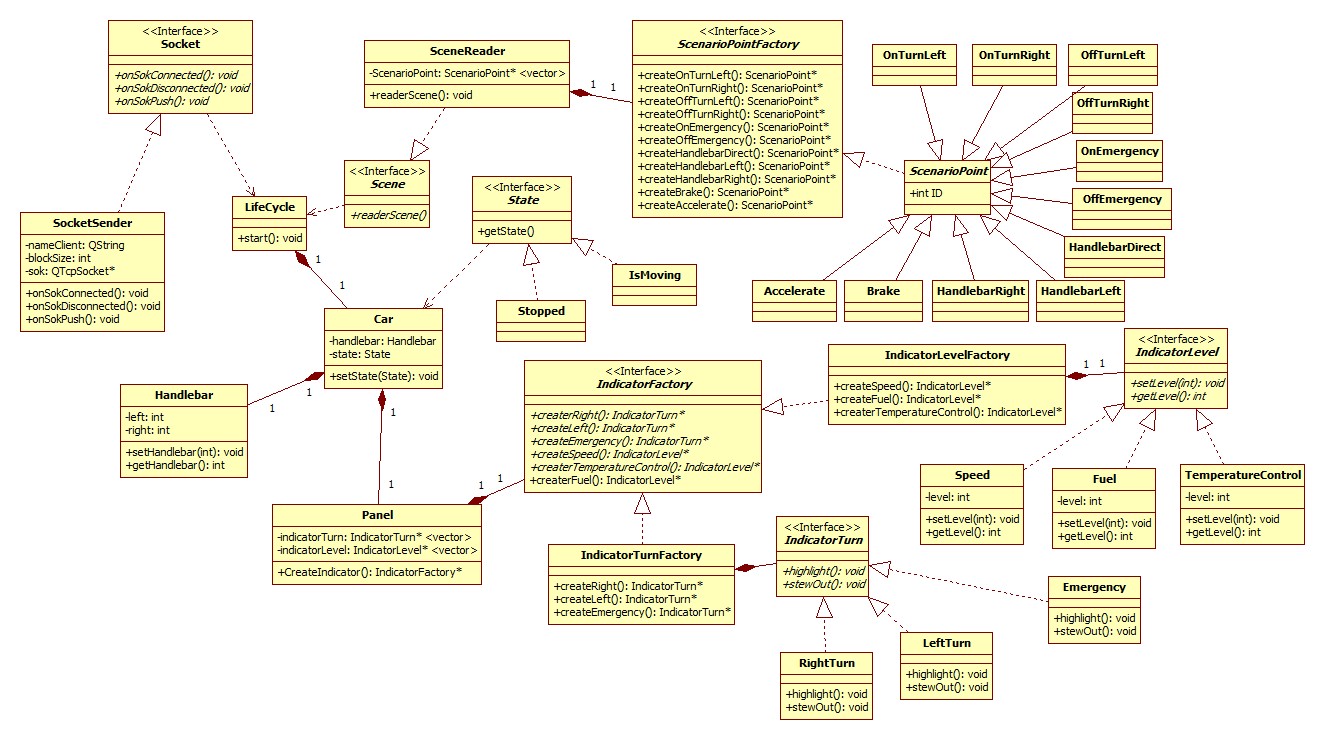 <<Interface>>
Socket
+onSokConnected(): void
+onSokDisconnected(): void
+onSokPush(): void
SceneReader
-ScenarioPoint: ScenarioPoint* <vector>
+readerScene(): void
1
1
<<Interface>>
ScenarioPointFactory
+createOnTurnLeft(): ScenarioPoint*
+createOnTurnRight(): ScenarioPoint*
+createOffTurnLeft(): ScenarioPoint*
+createOffTurnRight(): ScenarioPoint*
+createOnEmergency(): ScenarioPoint*
+createOffEmergency(): ScenarioPoint*
+createHandlebarDirect(): ScenarioPoint*
+createHandlebarLeft(): ScenarioPoint*
+createHandlebarRight(): ScenarioPoint*
+createBrake(): ScenarioPoint*
+createAccelerate(): ScenarioPoint*
OnTurnLeft
OnTurnRight
OffTurnLeft
OffTurnRight
OnEmergency
OffEmergency
HandlebarDirect
HandlebarLeft
HandlebarRight
Brake
Accelerate
ScenarioPoint
+int ID
<<Interface>>
Scene
+readerScene()
<<Interface>>
State
+getState()
IsMoving
Stopped
LifeCycle
+start(): void
1
1
SocketSender
-nameClient: QString
-blockSize: int
-sok: QTcpSocket*
+onSokConnected(): void
+onSokDisconnected(): void
+onSokPush(): void
Car
-handlebar: Handlebar
-state: State
+setState(State): void
1
1
1
1
Handlebar
-left: int
-right: int
+setHandlebar(int): void
+getHandlebar(): int
Panel
-indicatorTurn: IndicatorTurn* <vector>
-indicatorLevel: IndicatorLevel* <vector>
+CreateIndicator(): IndicatorFactory*
1
1
<<Interface>>
IndicatorFactory
+createrRight(): IndicatorTurn*
+createLeft(): IndicatorTurn*
+createEmergency(): IndicatorTurn*
+createSpeed(): IndicatorLevel*
+createrTemperatureControl(): IndicatorLevel*
+createrFuel(): IndicatorLevel*
IndicatorLevelFactory
+createSpeed(): IndicatorLevel*
+createFuel(): IndicatorLevel*
+createrTemperatureControl(): IndicatorLevel*
1
1
<<Interface>>
IndicatorLevel
+setLevel(int): void
+getLevel(): int
Speed
-level: int
+setLevel(int): void
+getLevel(): int
Fuel
-level: int
+setLevel(int): void
+getLevel(): int
TemperatureControl
-level: int
+setLevel(int): void
+getLevel(): int
IndicatorTurnFactory
+createRight(): IndicatorTurn*
+createLeft(): IndicatorTurn*
+createEmergency(): IndicatorTurn*
<<Interface>>
IndicatorTurn
+highlight(): void
+stewOut(): void
Emergency
+highlight(): void
+stewOut(): void
LeftTurn
+highlight(): void
+stewOut(): void
RightTurn
+highlight(): void
+stewOut(): void